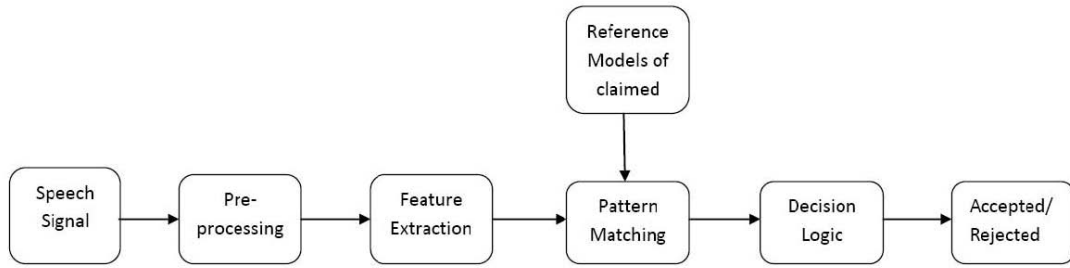 Reference
Models of
claimed
Speech
Signal
Pre-
processing
Feature
Extraction
Pattern
Matching
Decision
Logic
Accepted/
Rejected